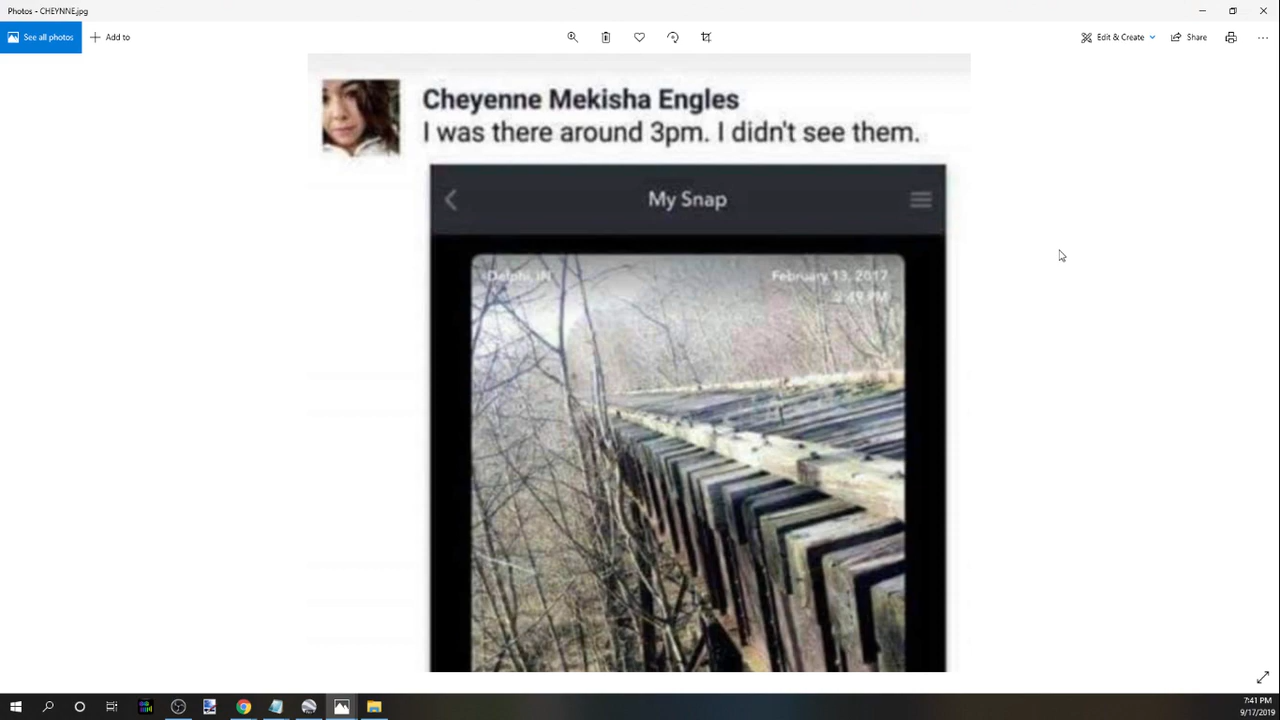 Photos - CHEYNNE.jpg
See all photos
Add to
Edit & Create
Share
Cheyenne Mekisha Engles
I was there around 3pm. I didn't see them.
My Snap
Delphi, IN
February 13, 2017
:49 PM
7:41 PM
9/17/2019